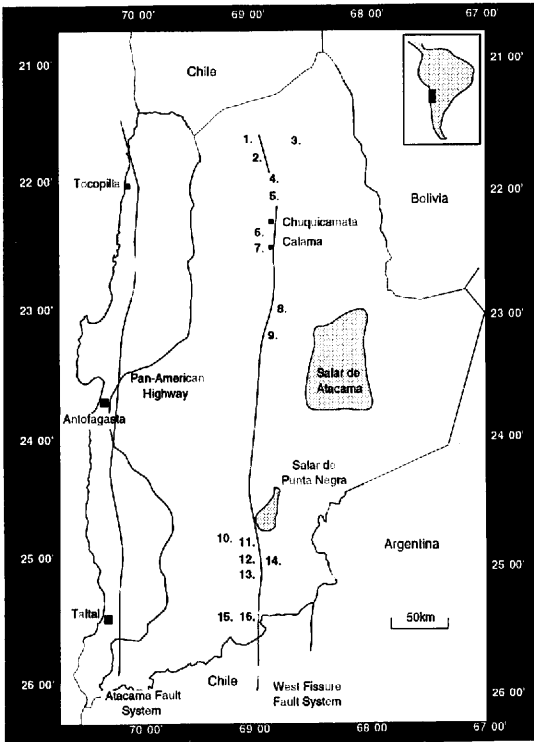 70 00' 69 00' 68 00' 67 00'
21 00' 21 00'
Chile
1. 3.
2.
Tocopilla 4.
22 00' 22 00'
5. Bolivia
Chuquicamata
6.
Calama
7.
23 00' 8. 23 00'
9.
Pan-American
Highway
Salar de
Atacama
Antofagasta
24 00' 24 00'
Salar de
Punta Negra
10. 11.
Argentina
25 00' 12. 14. 25 00'
13.
Taltal 15. 16. 50km
26 00' Chile 26 00'
Atacama Fault
System
West Fissure
Fault System
70 00' 69 00' 68 00' 67 00'